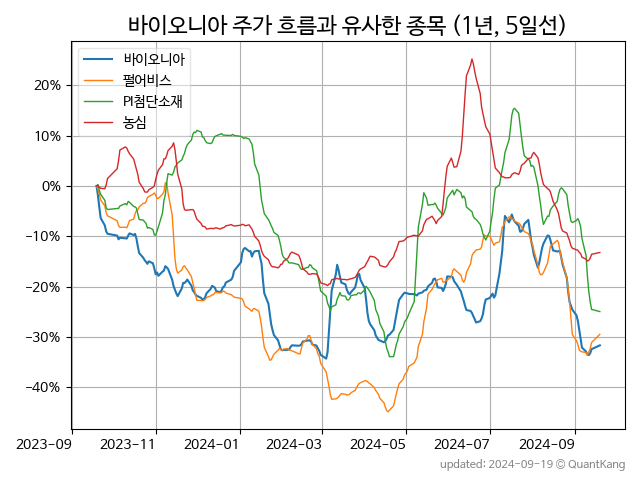 바이오니아 주가 흐름과 유사한 종목 (1년, 5일선)
바이오니아
펄어비스
PI첨단소재
농심
20%
10%
0%
−10%
−20%
−30%
−40%
2023-09
2023-11
2024-01
2024-03
2024-05
2024-07
2024-09
updated: 2024-09-19 @ QuantKang